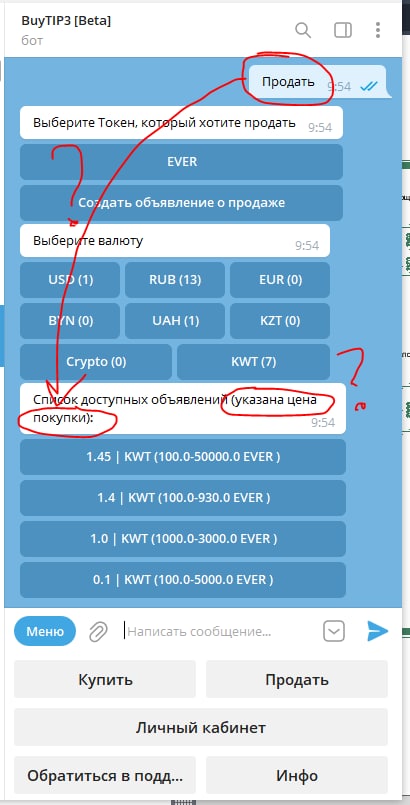 BuyTIP3 [Beta]
бот
Продать 9:54
Выберите Токен, который хотите продать 9:54
EVER
Создать объявление о продаже
Выберите валюту 9:54
USD (1) RUB (13) EUR (0)
BYN (0) UAH (1) KZT (0)
Crypto (0) KWT (7)
Список доступных объявлений (указана цена
покупки): 9:54
1.45 | KWT (100.0-50000.0 EVER )
1.4 | KWT (100.0-930.0 EVER )
1.0 | KWT (1000.0-3000.0 EVER )
0.1 | KWT (100.0-5000.0 EVER )
Меню Написать сообщение...
Купить Продать
Личный кабинет
Обратиться в подд... Инфо
? ?